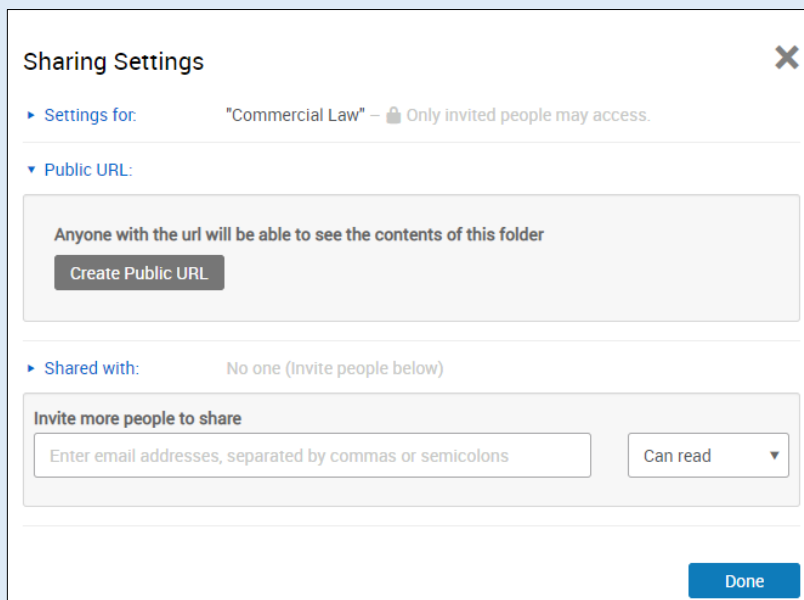 Sharing Settings
Settings for: "Commercial Law" – Only invited people may access.
Public URL:
Anyone with the url will be able to see the contents of this folder
Create Public URL
Shared with: No one (Invite people below)
Invite more people to share
Enter email addresses, separated by commas or semicolons Can read
Done